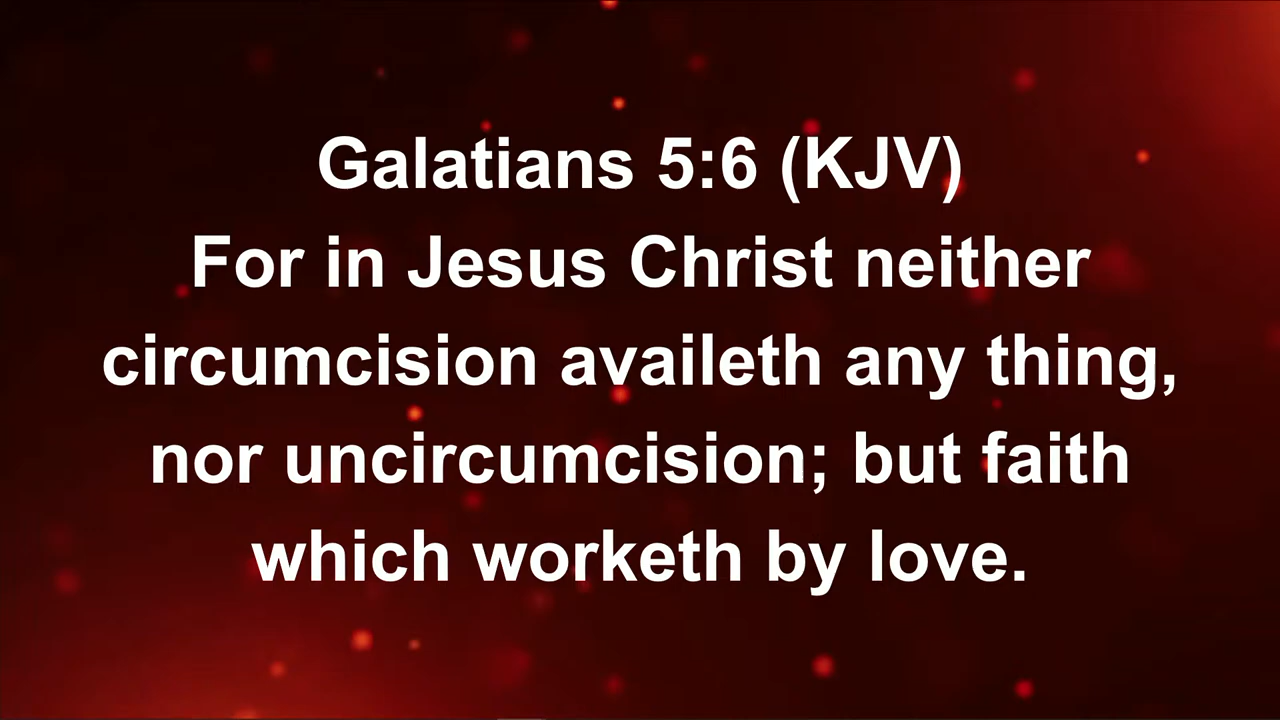 Galatians 5:6 (KJV)
For in Jesus Christ neither
circumcision availeth any thing,
nor uncircumcision; but faith
which worketh by love.